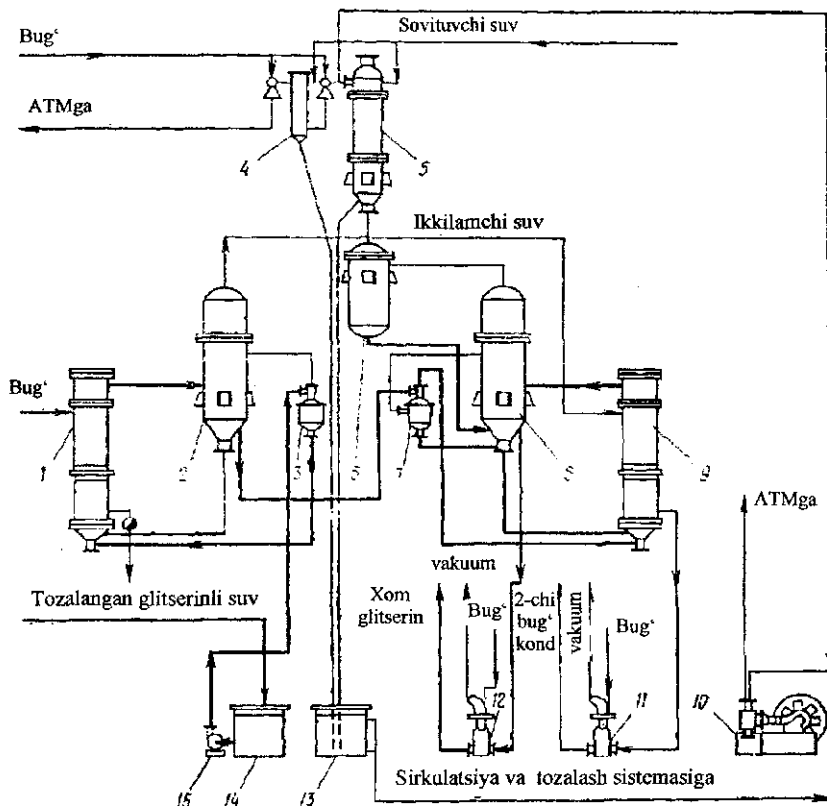 Bug‘
Sovituvchi suv
ATMga
4
5
Ikkilamchi suv
Bug‘
1
2
3
6
7
8
9
ATMga
vakuum
Tozalangan glitserinli suv
Xom
glitserin
Bug‘
2-chi
bug‘
kond
vakuum
Bug‘
12
11
10
15
14
13
Sirkulatsiya va tozalash sistemasiga